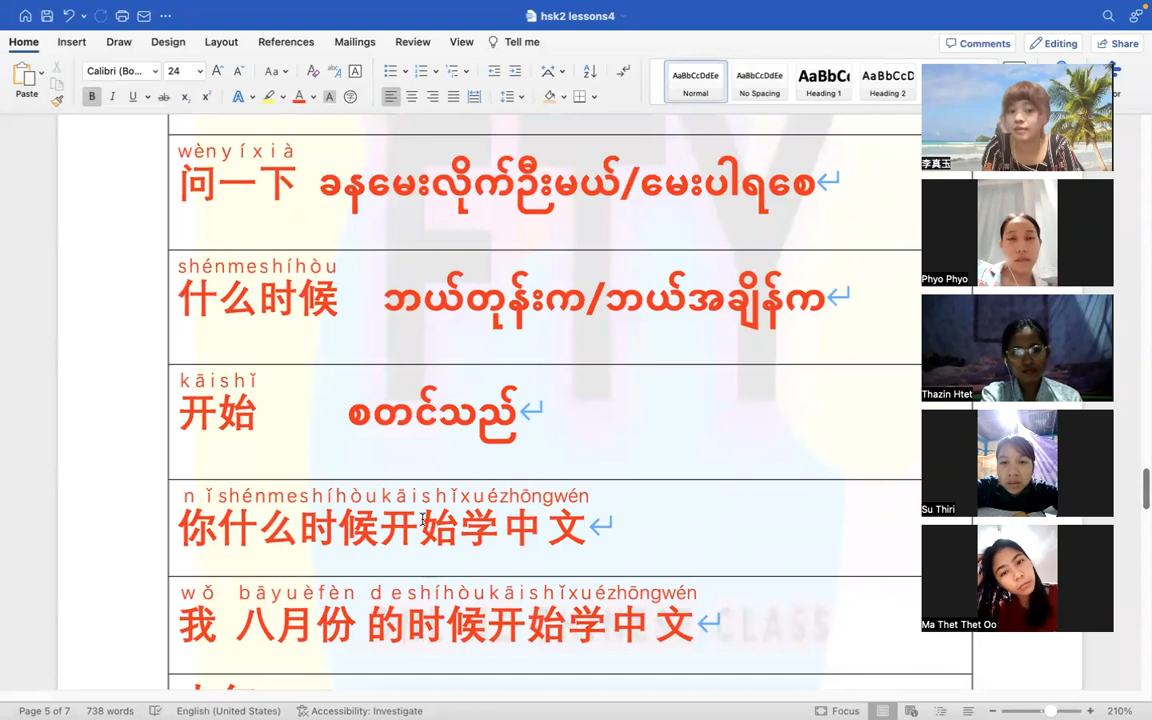 hsk2 lessons4
Home Insert Draw Design Layout References Mailings Review View Tell me
Comments Editing Share
Paste
Calibri (Bo... 24
AaBbCcDdEe AaBbCcDdEe AaBbC AaBbCcD
Normal No Spacing Heading 1 Heading 2
wènyíxià
问一下 ခနမေးလိုက်ဦးမယ်/မေးပါရစေ
shénmeshíhòu
什么时候 ဘယ်တုန်းက/ဘယ်အချိန်က
kāishǐ
开始 စတင်သည်
nǐshénmeshíhòukāishǐxuézhōngwén
你什么时候开始学中文
wǒ bāyuèfèn deshíhòukāishǐxuézhōngwén
我 八月份 的时候开始学中文
李真玉
Phyo Phyo
Thazin Htet
Su Thiri
Ma Thet Thet Oo
Page 5 of 7 738 words English (United States) Accessibility: Investigate Focus 210%